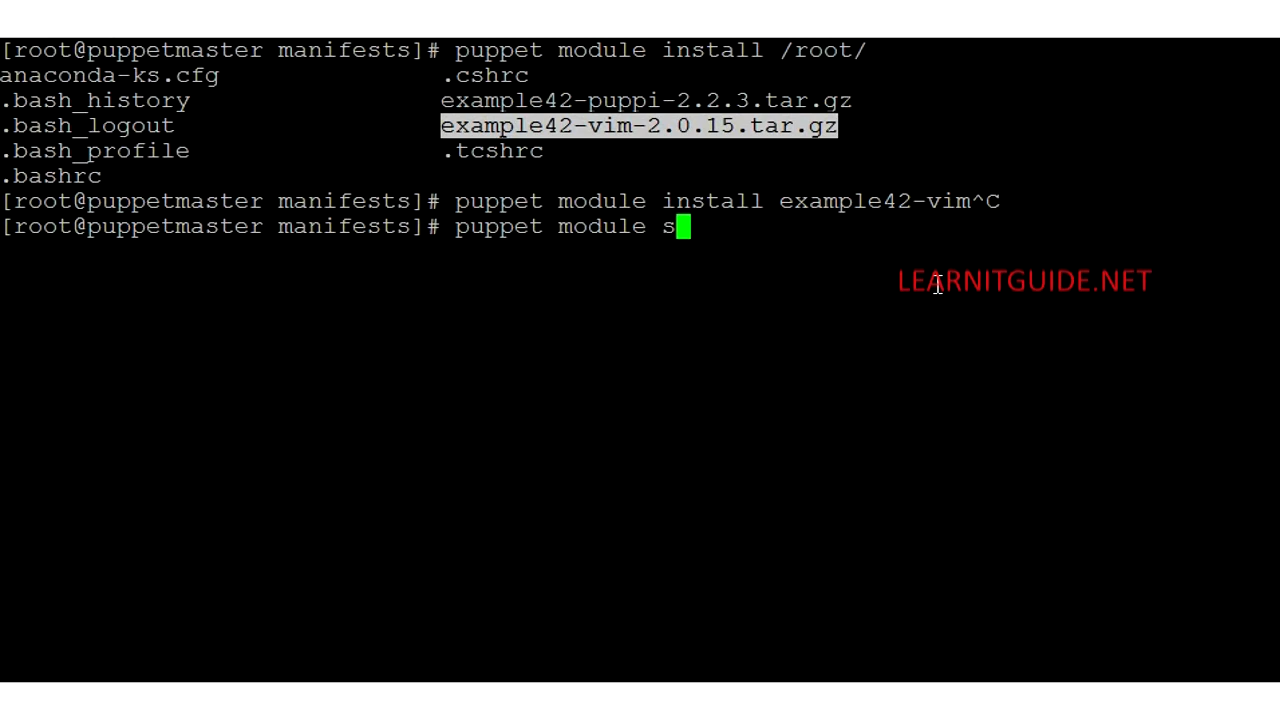 [root@puppetmaster manifests]# puppet module install /root/
anaconda-ks.cfg .cshrc
.bash_history example42-puppi-2.2.3.tar.gz
.bash_logout example42-vim-2.0.15.tar.gz
.bash_profile .tcshrc
.bashrc
[root@puppetmaster manifests]# puppet module install example42-vim^C
[root@puppetmaster manifests]# puppet module s
LEARNITGUIDE.NET